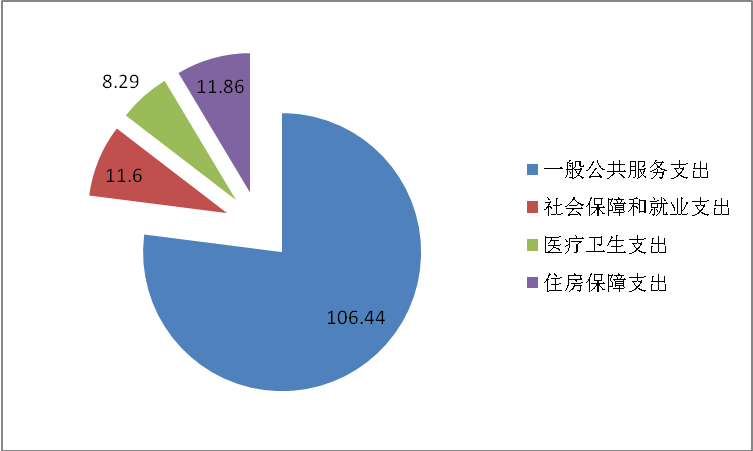 8.29
11.86
11.6
106.44
一般公共服务支出
社会保障和就业支出
医疗卫生支出
住房保障支出